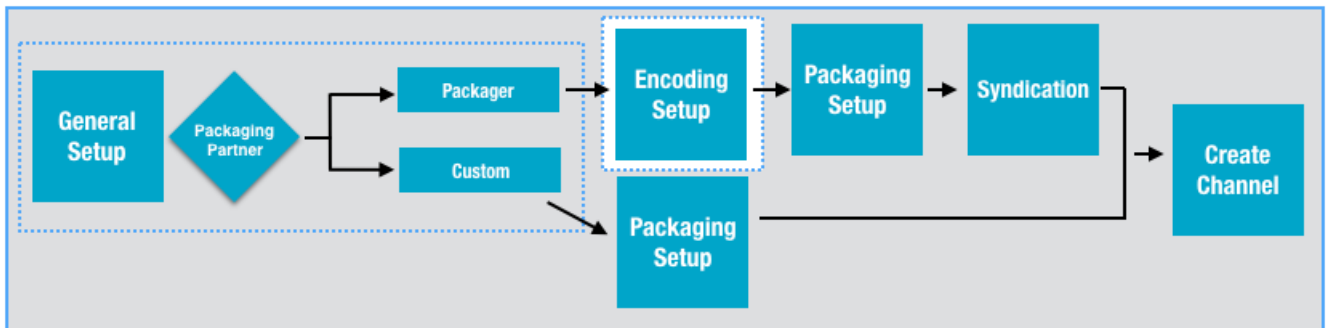 General
Setup
Packaging
Partner
Packager
Custom
Encoding
Setup
Packaging
Setup
Packaging
Setup
Syndication
Create
Channel